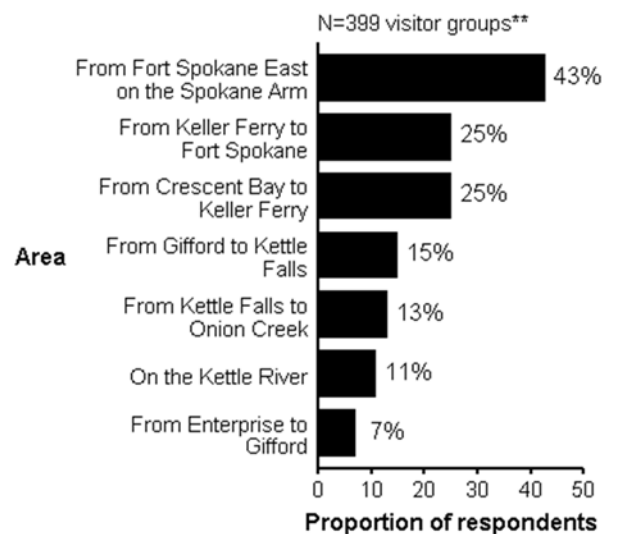 N=399 visitor groups**
From Fort Spokane East
on the Spokane Arm
43%
From Keller Ferry to
Fort Spokane
25%
From Crescent Bay to
Keller Ferry
25%
Area
From Gifford to Kettle
Falls
15%
From Kettle Falls to
Onion Creek
13%
On the Kettle River
11%
From Enterprise to
Gifford
7%
0 10 20 30 40 50
Proportion of respondents